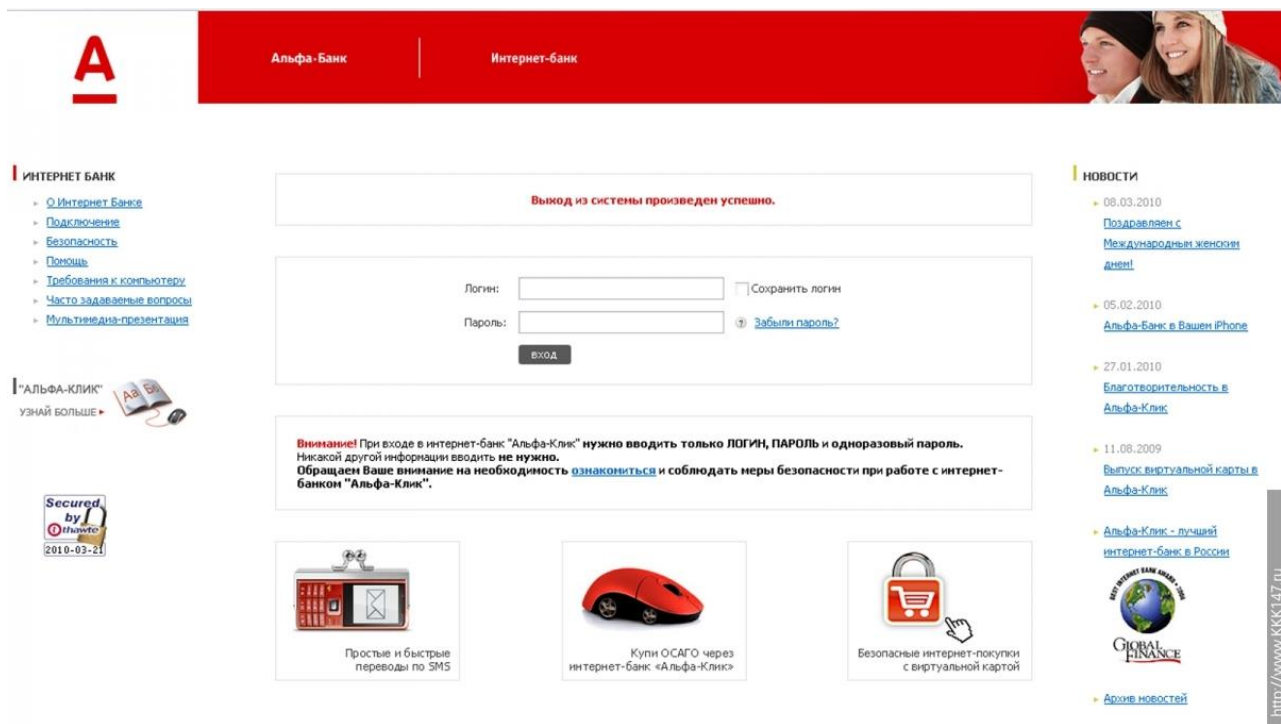 А
Альфа-Банк
Интернет-банк
ИНТЕРНЕТ БАНК
О Интернет Банке
Подключение
Безопасность
Помощь
Требования к компьютеру
Часто задаваемые вопросы
Мультимедиа-презентация
"АЛЬФА-КЛИК"
УЗНАЙ БОЛЬШЕ
Аа Бб
Secured
by
thawte
2010-03-21
Выход из системы произведен успешно.
Логин:
Сохранить логин
Пароль:
? Забыли пароль?
вход
Внимание! При входе в интернет-банк "Альфа-Клик" нужно вводить только ЛОГИН, ПАРОЛЬ и одноразовый пароль.
Никакой другой информации вводить не нужно.
Обращаем Ваше внимание на необходимость ознакомиться и соблюдать меры безопасности при работе с интернет-
банком "Альфа-Клик".
Простые и быстрые
переводы по SMS
Купи ОСАГО через
интернет-банк «Альфа-Клик»
Безопасные интернет-покупки
с виртуальной картой
НОВОСТИ
08.03.2010
Поздравляем с
Международным женским
днем!
05.02.2010
Альфа-Банк в Вашем iPhone
27.01.2010
Благотворительность в
Альфа-Клик
11.08.2009
Выпуск виртуальной карты в
Альфа-Клик
Альфа-Клик - лучший
интернет-банк в России
BEST INTERNET BANK AWARD
GLOBAL
FINANCE
Архив новостей
http://www.KKK147.ru